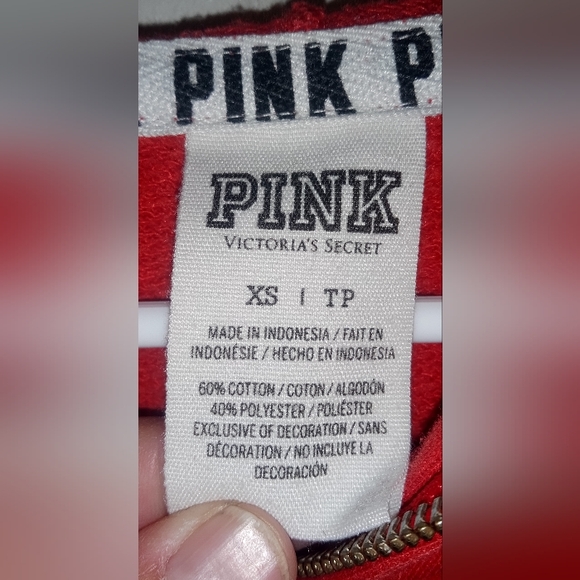 PINK P
PINK
VICTORIA'S SECRET
XS | TP
MADE IN INDONESIA / FAIT EN
INDONÉSIE / HECHO EN INDONESIA
60% COTTON / COTON / ALGODÓN
40% POLYESTER / POLIÉSTER
EXCLUSIVE OF DECORATION / SANS
DÉCORATION / NO INCLUYE LA
DECORACIÓN